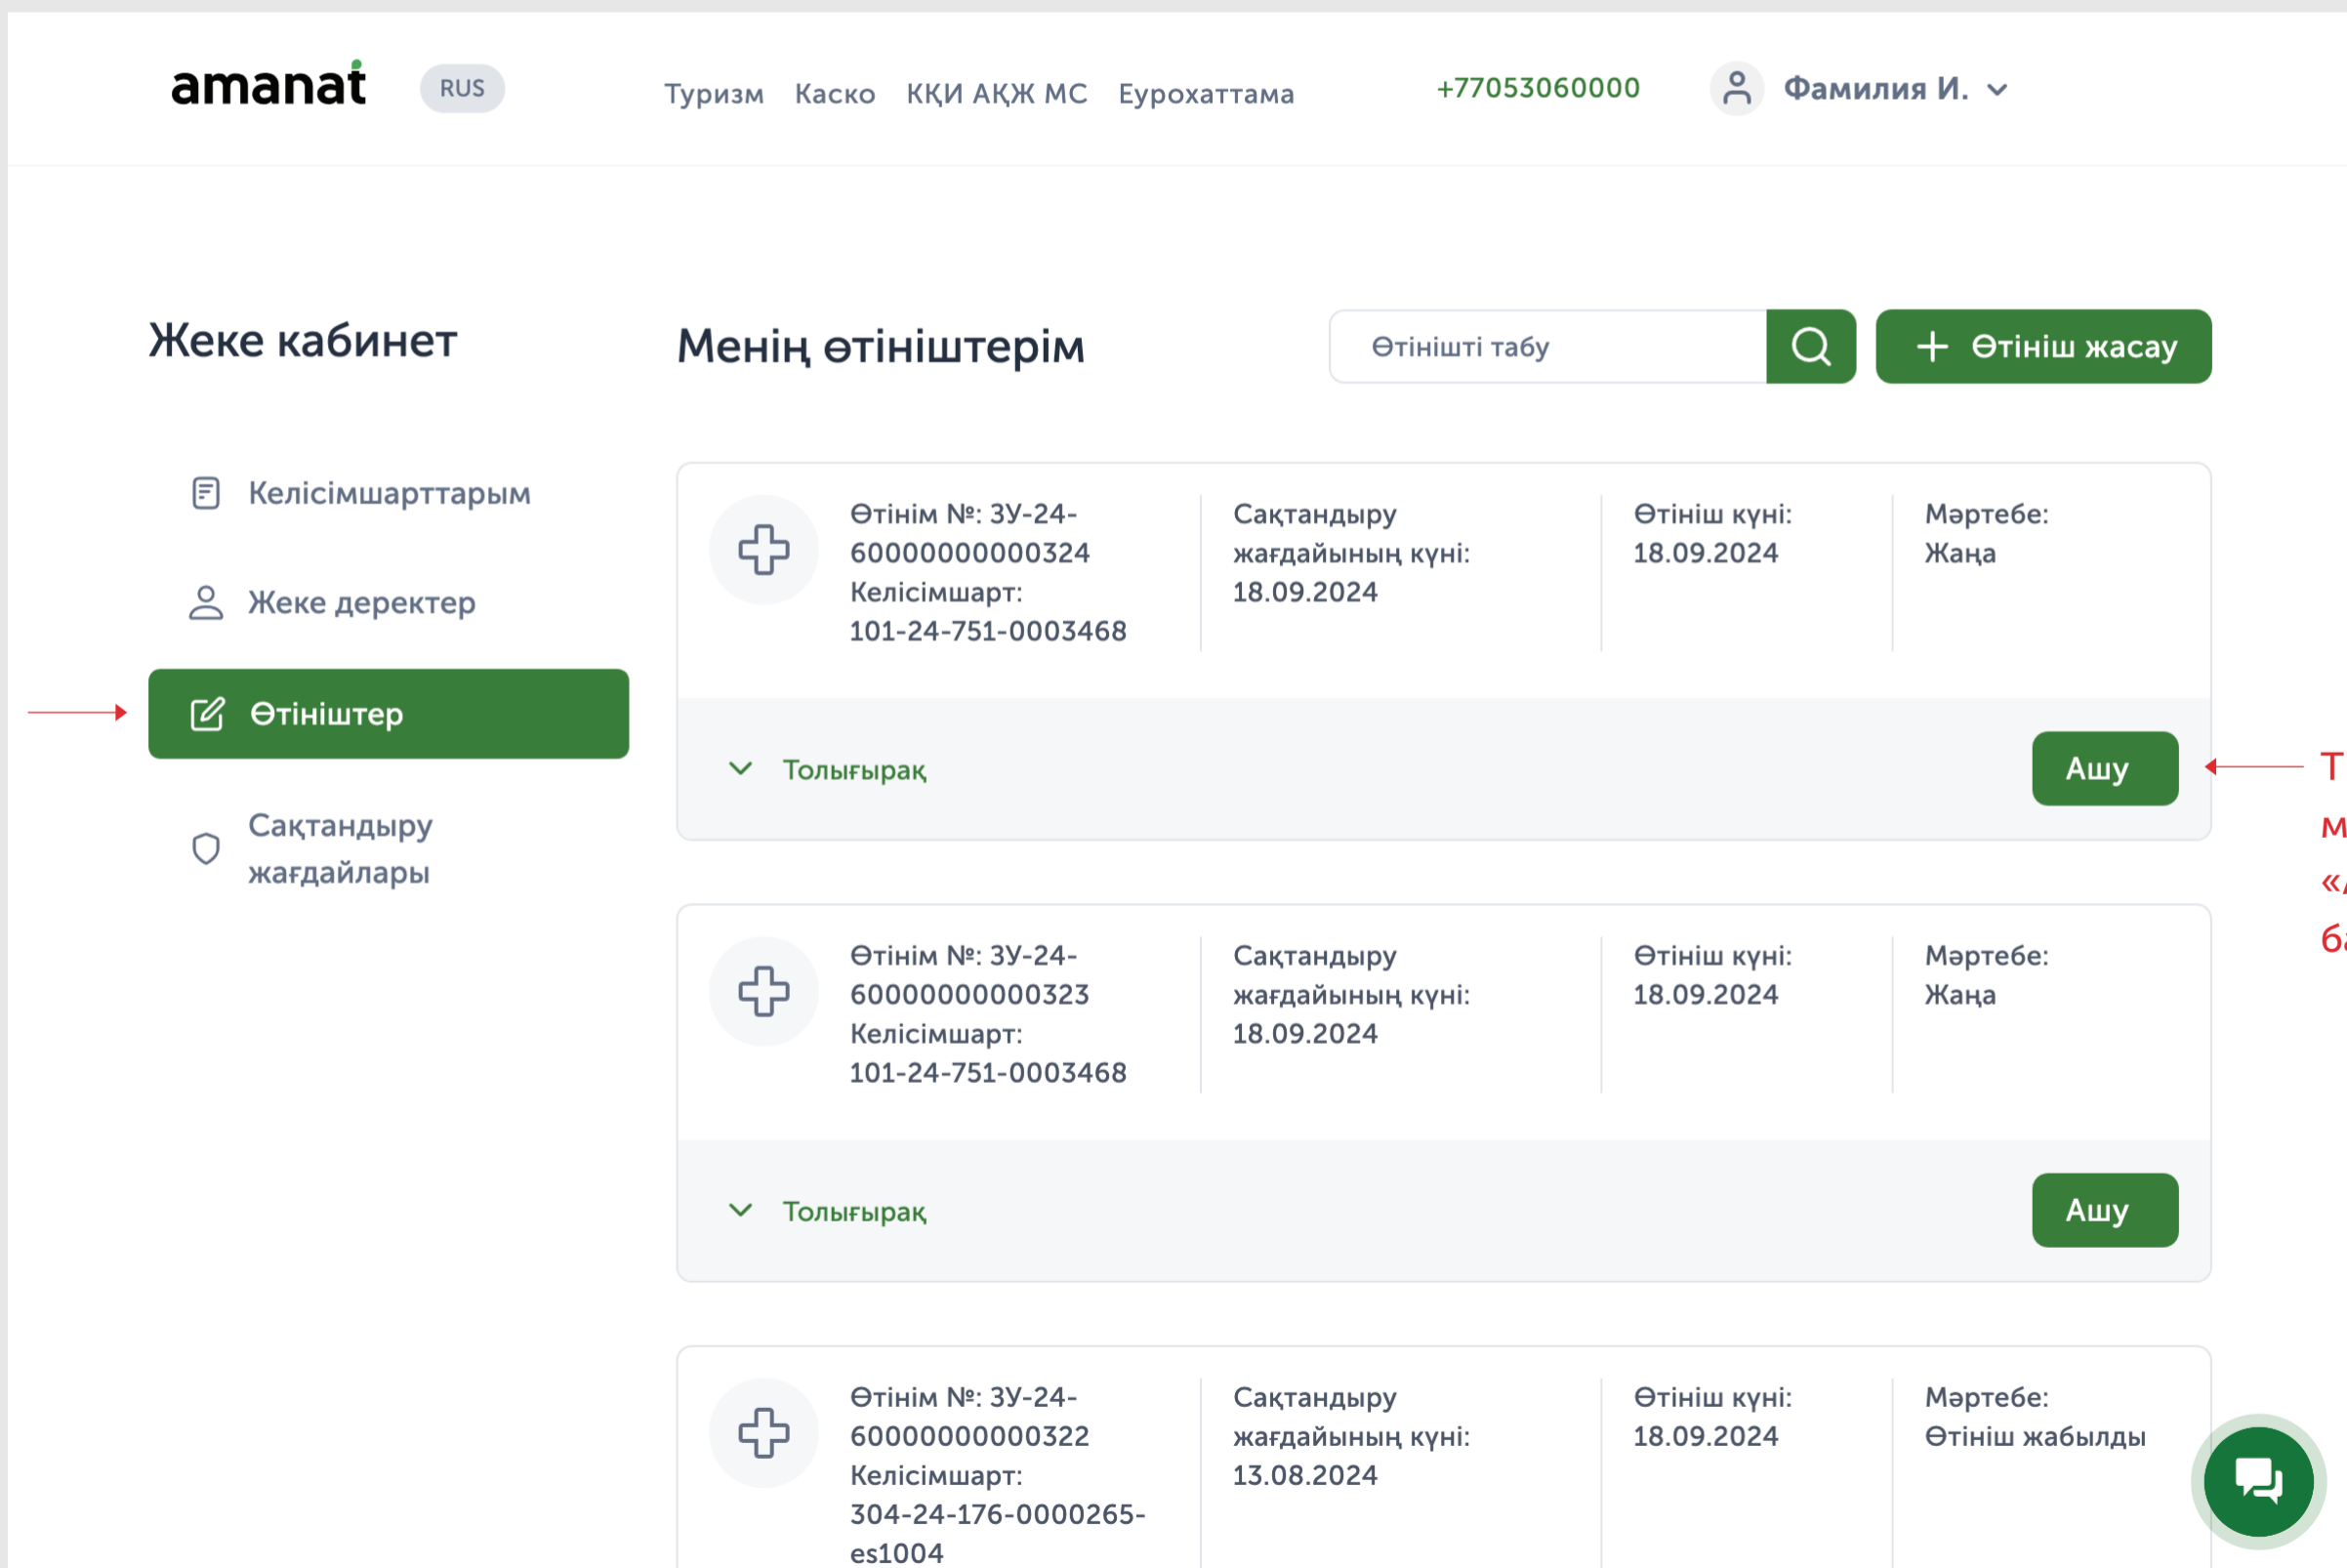 amanat
RUS
Туризм Каско КҚИ АҚЖ МС Еурохаттама
+77053060000
Фамилия И.
Жеке кабинет
Келісімшарттарым
Жеке деректер
Өтініштер
Сақтандыру
жағдайлары
Менің өтініштерім
Өтінішті табу
Өтініш жасау
Өтінім №: ЗУ-24-
60000000000324
Келісімшарт:
101-24-751-0003468
Сақтандыру
жағдайының күні:
18.09.2024
Өтініш күні:
18.09.2024
Мәртебе:
Жаңа
Толығырақ
Ашу
Өтінім №: ЗУ-24-
60000000000323
Келісімшарт:
101-24-751-0003468
Сақтандыру
жағдайының күні:
18.09.2024
Өтініш күні:
18.09.2024
Мәртебе:
Жаңа
Толығырақ
Ашу
Өтінім №: ЗУ-24-
60000000000322
Келісімшарт:
304-24-176-0000265-
es1004
Сақтандыру
жағдайының күні:
13.08.2024
Өтініш күні:
18.09.2024
Мәртебе:
Өтініш жабылды